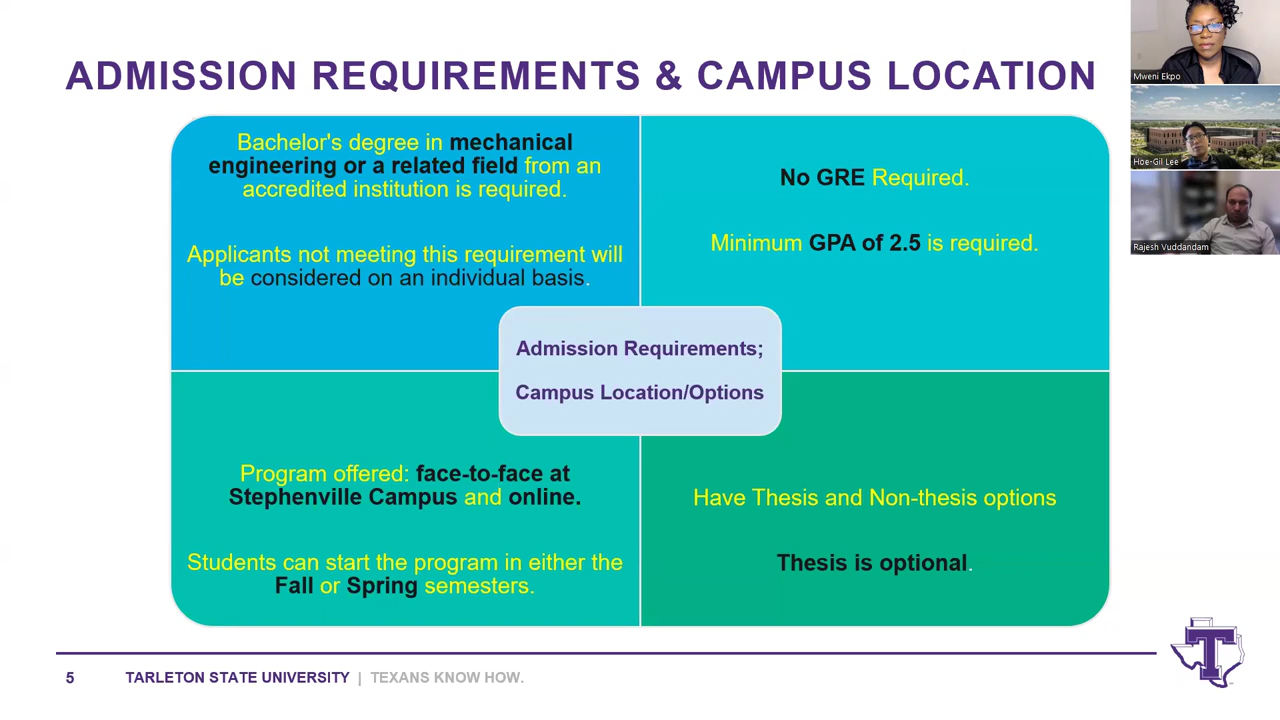 ADMISSION REQUIREMENTS & CAMPUS LOCATION
Bachelor's degree in mechanical
engineering or a related field from an
accredited institution is required.
Applicants not meeting this requirement will
be considered on an individual basis.
No GRE Required.
Minimum GPA of 2.5 is required.
Admission Requirements;
Campus Location/Options
Program offered: face-to-face at
Stephenville Campus and online.
Students can start the program in either the
Fall or Spring semesters.
Have Thesis and Non-thesis options
Thesis is optional.
5 TARLETON STATE UNIVERSITY | TEXANS KNOW HOW.
T
Mweni Ekpo
Hoe-Gil Lee
Rajesh Vuddandam